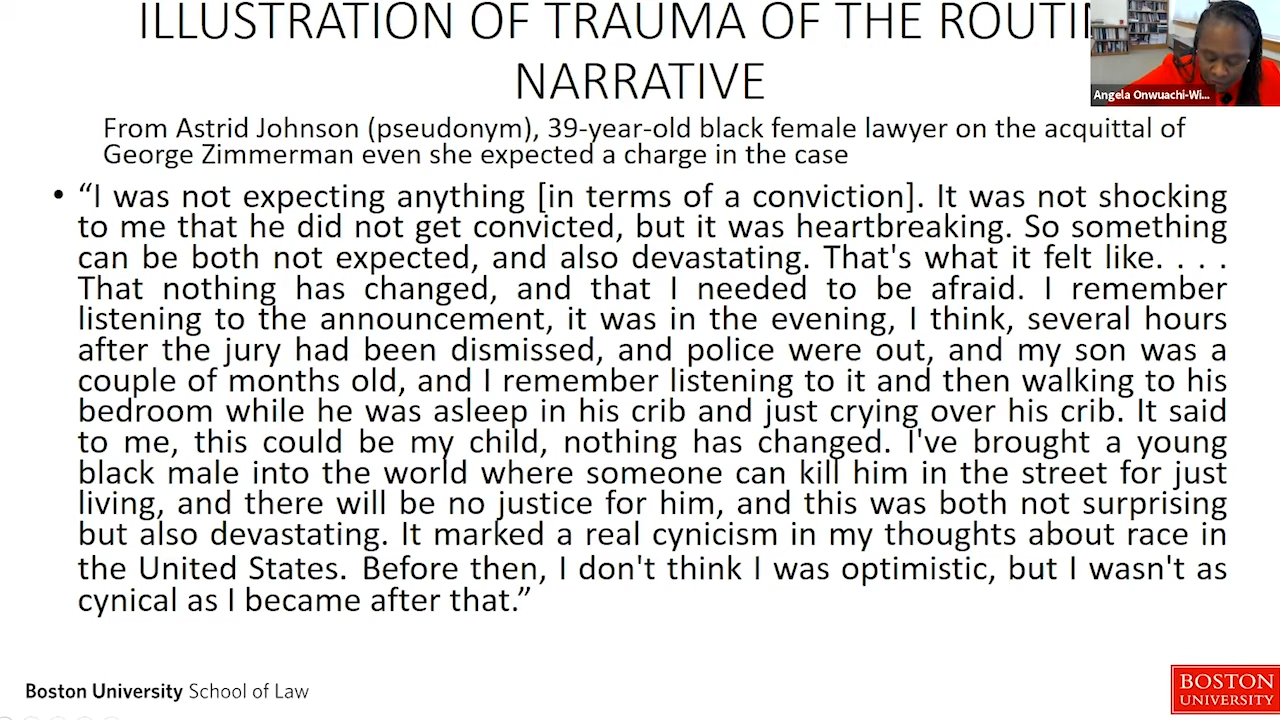 ILLUSTRATION OF TRAUMA OF THE
NARRATIVE
Angela Onwuachi-Wi...
From Astrid Johnson (pseudonym), 39-year-old black female lawyer on the acquittal of
George Zimmerman even she expected a charge in the case
• “I was not expecting anything [in terms of a conviction]. It was not shocking
to me that he did not get convicted, but it was heartbreaking. So something
can be both not expected, and also devastating. That's what it felt like. . . .
That nothing has changed, and that I needed to be afraid. I remember
listening to the announcement, it was in the evening, I think, several hours
after the jury had been dismissed, and police were out, and my son was a
couple of months old, and I remember listening to it and then walking to his
bedroom while he was asleep in his crib and just crying over his crib. It said
to me, this could be my child, nothing has changed. I've brought a young
black male into the world where someone can kill him in the street for just
living, and there will be no justice for him, and this was both not surprising
but also devastating. It marked a real cynicism in my thoughts about race in
the United States. Before then, I don't think I was optimistic, but I wasn't as
cynical as I became after that.”
Boston University School of Law
BOSTON
UNIVERSITY